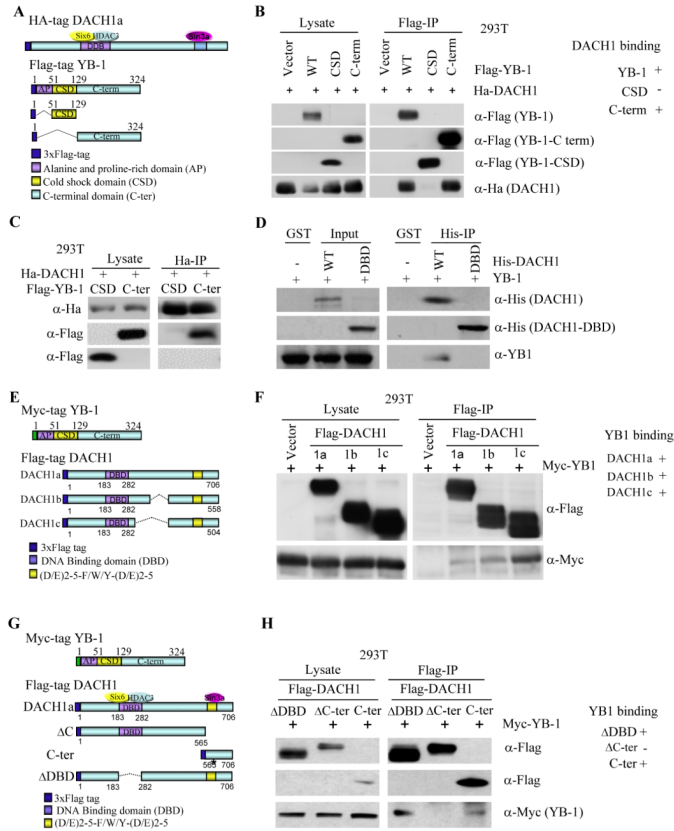 A
HA-tag DACH1a
Six6 HDAC3 Sin3a
DDB
Flag-tag YB-1
1 51 129 324
AP CSD C-term
1 51 129
CSD
1 324
C-term
3xFlag-tag
Alanine and proline-rich domain (AP)
Cold shock domain (CSD)
C-terminal domain (C-ter)
B
Lysate Flag-IP 293T
Vector WT CSD C-term Vector WT CSD C-term
Flag-YB-1
+ + + + + + + + Ha-DACH1
α-Flag (YB-1)
α-Flag (YB-1-C term)
α-Flag (YB-1-CSD)
α-Ha (DACH1)
DACH1 binding
YB-1 +
CSD -
C-term +
C
293T
Lysate Ha-IP
Ha-DACH1 + + + +
Flag-YB-1 CSD C-ter CSD C-ter
α-Ha
α-Flag
α-Flag
D
GST Input GST His-IP
- WT DBD - WT DBD His-DACH1
+ + + + + + YB-1
α-His (DACH1)
α-His (DACH1-DBD)
α-YB1
E
Myc-tag YB-1
1 51 129 324
AP CSD C-term
Flag-tag DACH1
DACH1a DBD
1 183 282 706
DACH1b DBD
1 183 282 558
DACH1c DBD
1 183 282 504
3xFlag tag
DNA Binding domain (DBD)
(D/E)2-5-F/W/Y-(D/E)2-5
F
293T
Lysate Flag-IP
Vector Flag-DACH1 Vector Flag-DACH1
1a 1b 1c 1a 1b 1c
+ + + + + + + + Myc-YB1
α-Flag
α-Myc
YB1 binding
DACH1a +
DACH1b +
DACH1c +
G
Myc-tag YB-1
1 51 129 324
AP CSD C-term
Flag-tag DACH1
Six6 HDAC3 Sin3a
DACH1a DBD
1 183 282 706
ΔC DBD
1 565
C-ter
565 706
ΔDBD
1 183 282 706
3xFlag tag
DNA Binding domain (DBD)
(D/E)2-5-F/W/Y-(D/E)2-5
H
293T
Lysate Flag-IP
Flag-DACH1 Flag-DACH1
ΔDBD ΔC-ter C-ter ΔDBD ΔC-ter C-ter
+ + + + + + Myc-YB-1
α-Flag
α-Flag
α-Myc (YB-1)
YB1 binding
ΔDBD +
ΔC-ter -
C-ter +